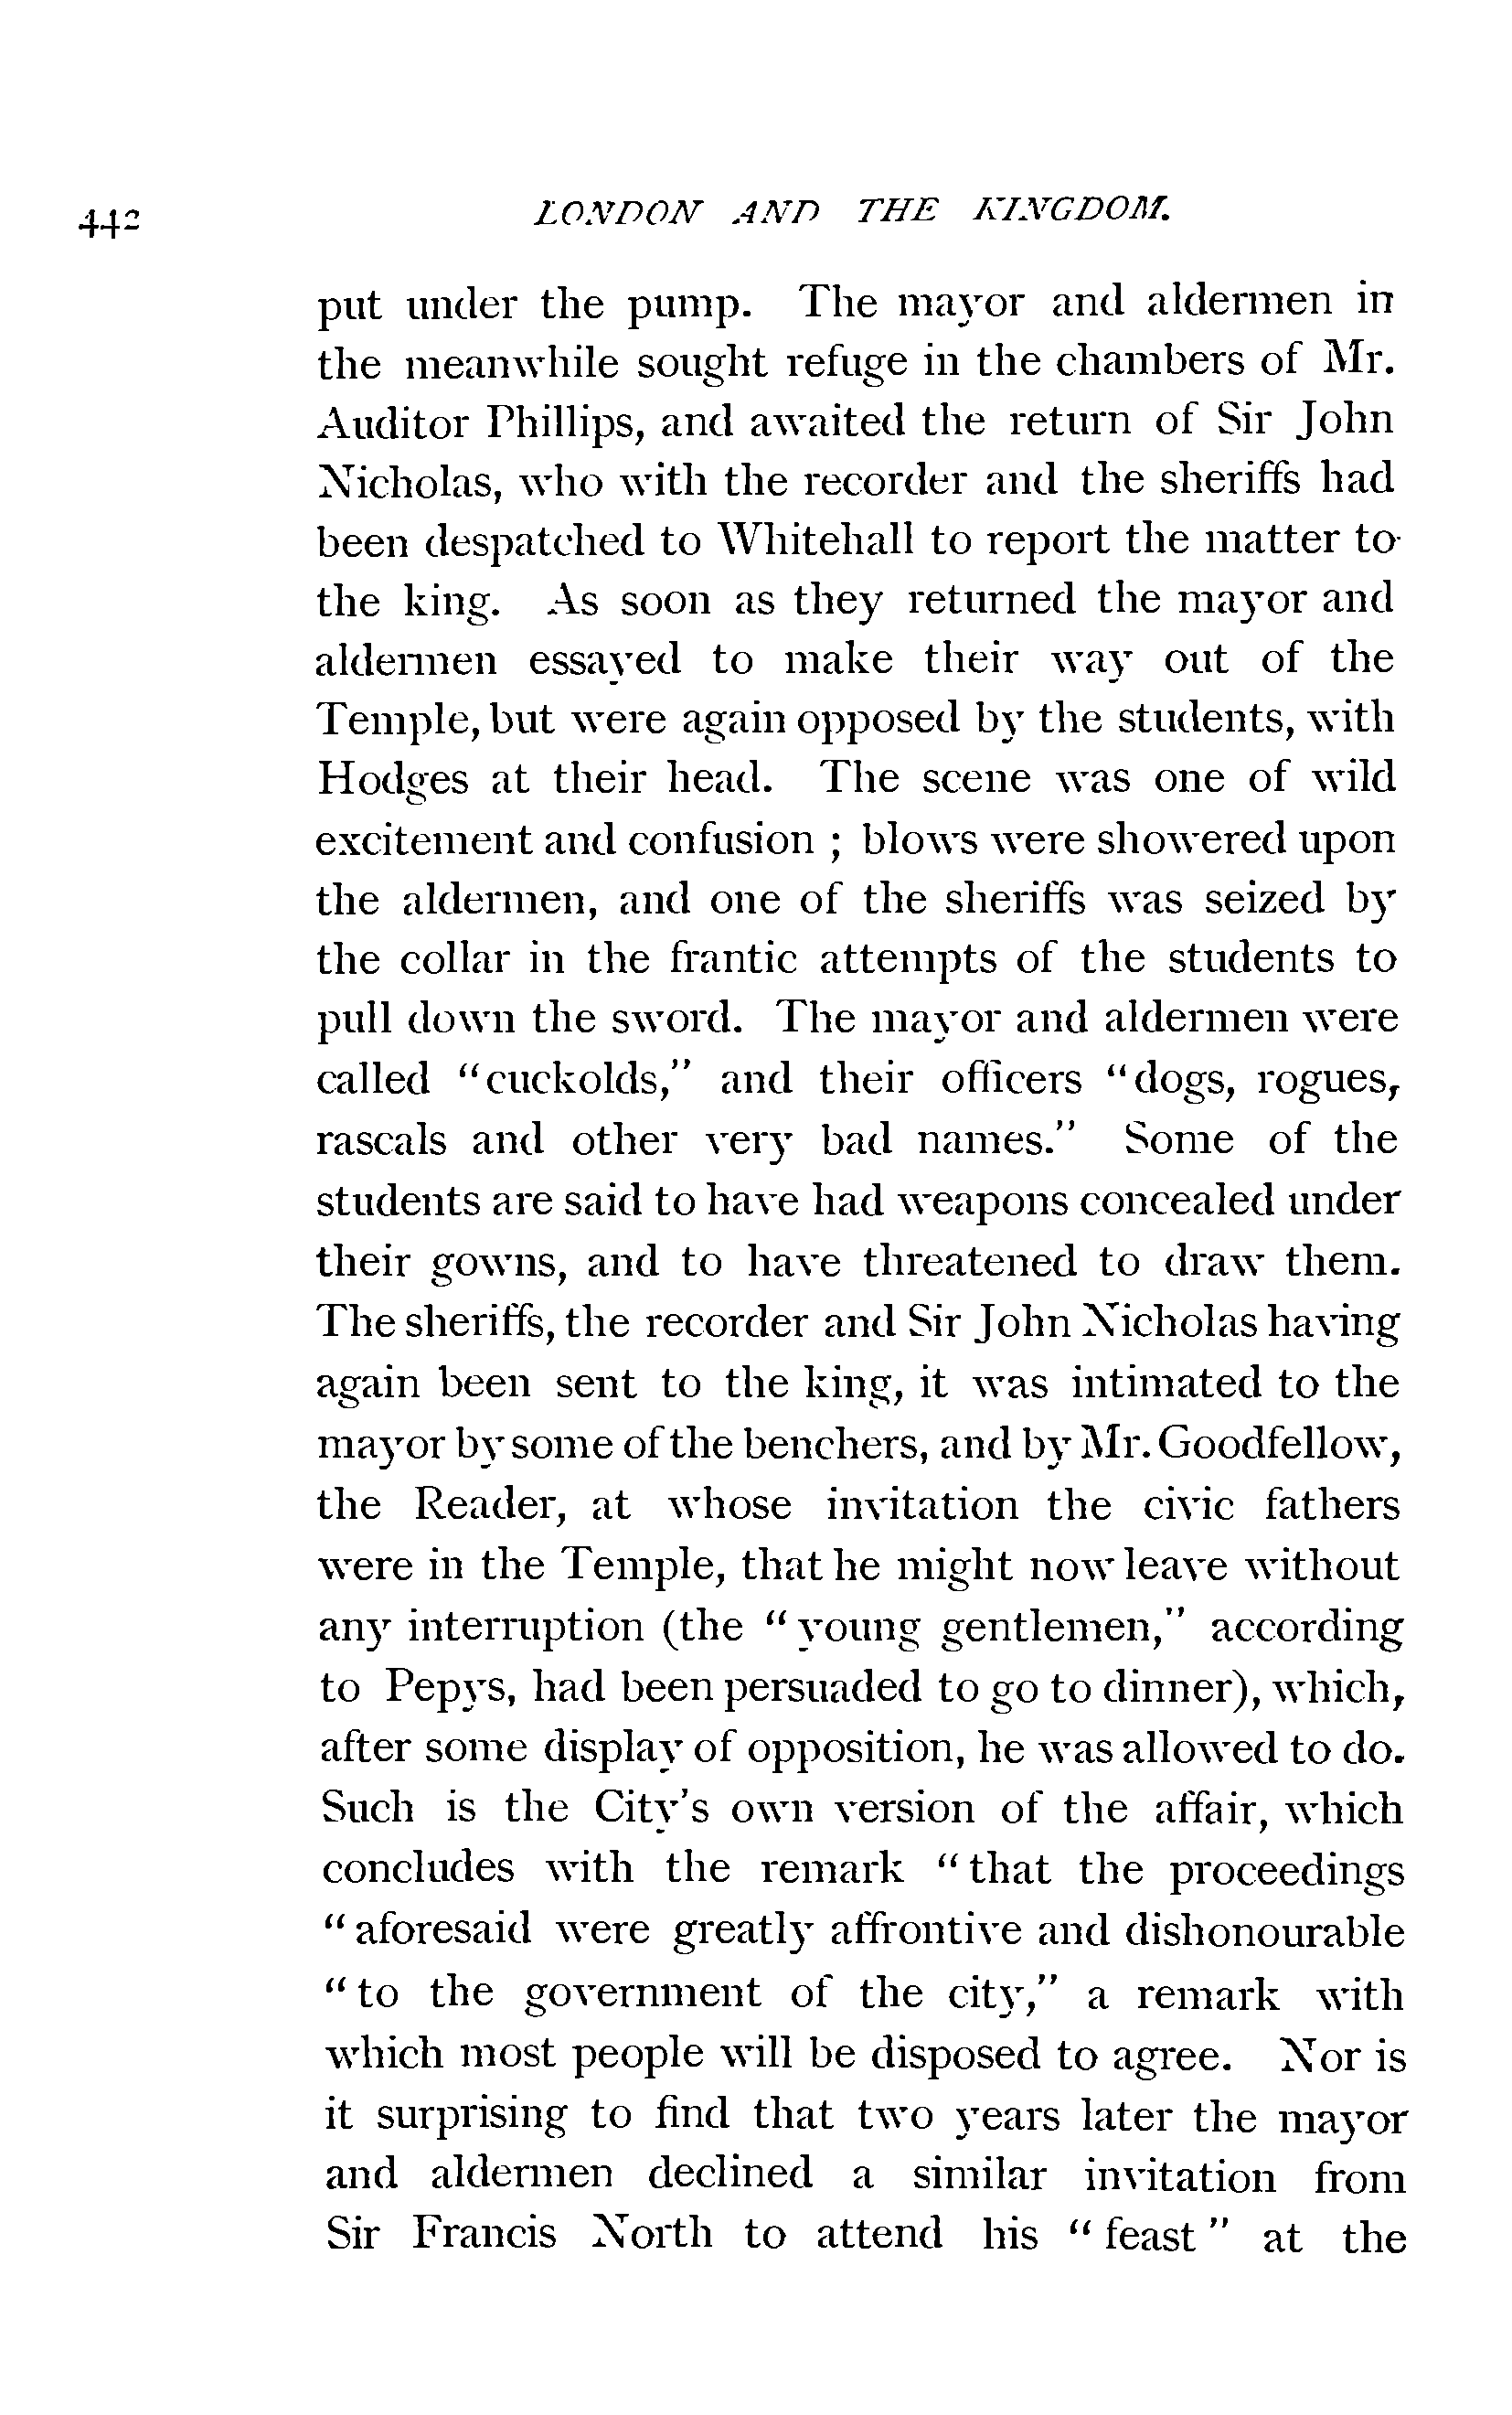 442 LONDON AND THE KINGDOM.
put under the pump. The mayor and aldermen in
the meanwhile sought refuge in the chambers of Mr.
Auditor Phillips, and awaited the return of Sir John
Nicholas, who with the recorder and the sheriffs had
been despatched to Whitehall to report the matter to
the king. As soon as they returned the mayor and
aldermen essayed to make their way out of the
Temple, but were again opposed by the students, with
Hodges at their head. The scene was one of wild
excitement and confusion ; blows were showered upon
the aldermen, and one of the sheriffs was seized by
the collar in the frantic attempts of the students to
pull down the sword. The mayor and aldermen were
called "cuckolds," and their officers "dogs, rogues,
rascals and other very bad names." Some of the
students are said to have had weapons concealed under
their gowns, and to have threatened to draw them.
The sheriffs, the recorder and Sir John Nicholas having
again been sent to the king, it was intimated to the
mayor by some of the benchers, and by Mr. Goodfellow,
the Reader, at whose invitation the civic fathers
were in the Temple, that he might now leave without
any interruption (the "young gentlemen," according
to Pepys, had been persuaded to go to dinner), which,
after some display of opposition, he was allowed to do.
Such is the City's own version of the affair, which
concludes with the remark "that the proceedings
"aforesaid were greatly affrontive and dishonourable
"to the government of the city," a remark with
which most people will be disposed to agree. Nor is
it surprising to find that two years later the mayor
and aldermen declined a similar invitation from
Sir Francis North to attend his "feast" at the